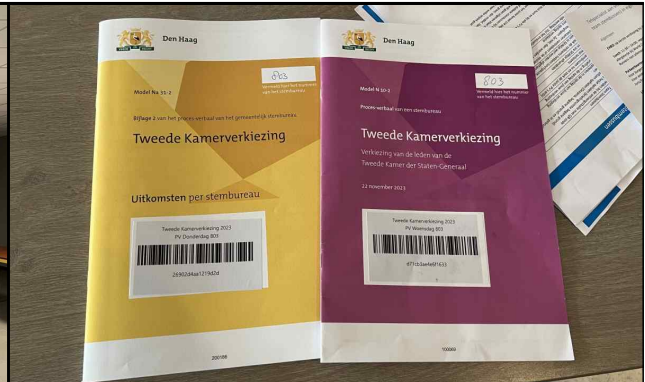 Den Haag
803
Vermeld hier het nummer
van het stembureau
Model Na 31-2
Bijlage 2 van het proces-verbaal van het gemeentelijk stembureau
Tweede Kamerverkiezing
Uitkomsten per stembureau
Tweede Kamerverkiezing 2023
PV Donderdag 803
26902d4aa1219d2d
200186
Den Haag
803
Vermeld hier het nummer
van het stembureau
Model N 10-2
Proces-verbaal van een stembureau
Tweede Kamerverkiezing
Verkiezing van de leden van de
Tweede Kamer der Staten-Generaal
22 november 2023
Tweede Kamerverkiezing 2023
PV Woensdag 803
d71cb3ae4e6f1633